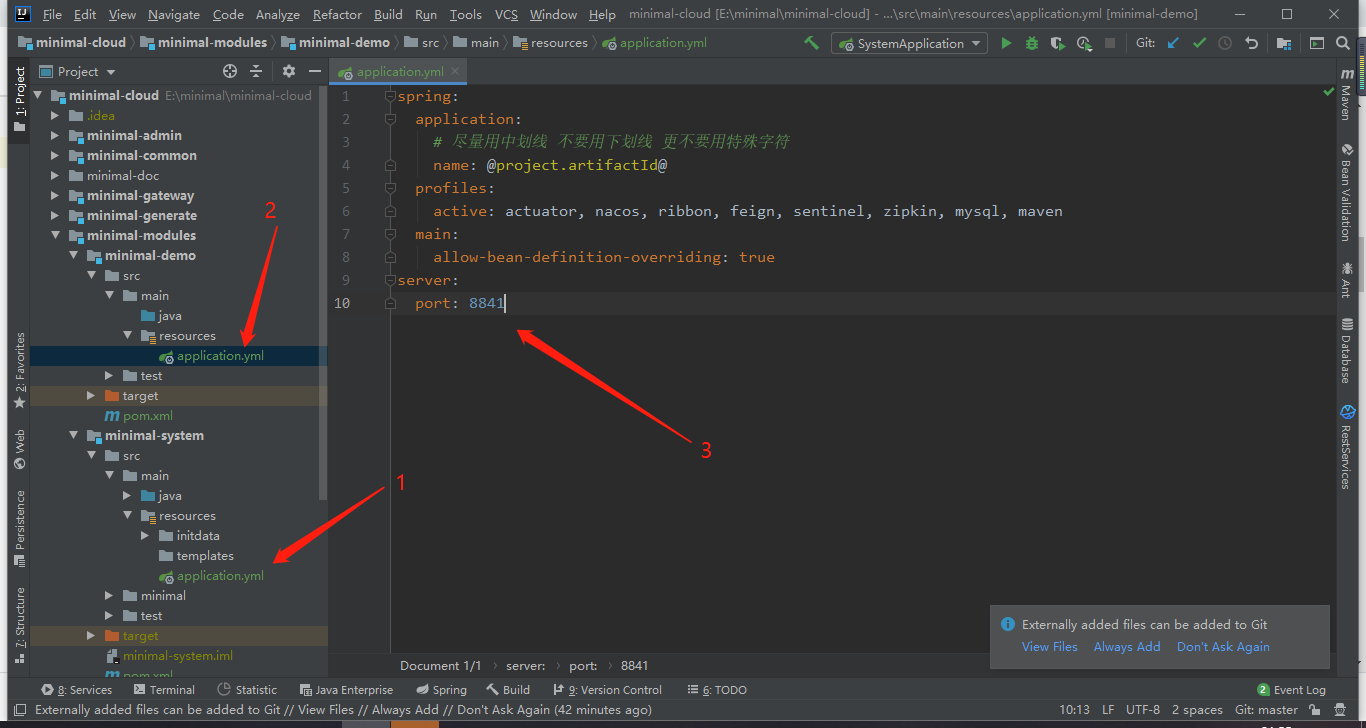 File Edit View Navigate Code Analyze Refactor Build Run Tools VCS Window Help minimal-cloud [E:\minimal\minimal-cloud] - ...\src\main\resources\application.yml [minimal-demo]
minimal-cloud minimal-modules minimal-demo src main resources application.yml SystemApplication Git:
Project
application.yml
1: Project
2: Favorites
Web
Persistence
7: Structure
minimal-cloud E:\minimal\minimal-cloud
.idea
minimal-admin
minimal-common
minimal-doc
minimal-gateway
minimal-generate
minimal-modules
minimal-demo
src
main
java
resources
application.yml
test
target
pom.xml
minimal-system
src
main
java
resources
initdata
templates
application.yml
minimal
test
target
minimal-system.iml
pom.xml
2
1
3
1 spring:
2 application:
3 # 尽量用中划线 不要用下划线 更不要用特殊字符
4 name: @project.artifactId@
5 profiles:
6 active: actuator, nacos, ribbon, feign, sentinel, zipkin, mysql, maven
7 main:
8 allow-bean-definition-overriding: true
9 server:
10 port: 8841
m Maven
Bean Validation
Ant
Database
RestServices
Externally added files can be added to Git
View Files Always Add Don't Ask Again
Document 1/1 server: port: 8841
8: Services Terminal Statistic Java Enterprise Spring Build 9: Version Control 6: TODO 2 Event Log
Externally added files can be added to Git // View Files // Always Add // Don't Ask Again (42 minutes ago) 10:13 LF UTF-8 2 spaces Git: master